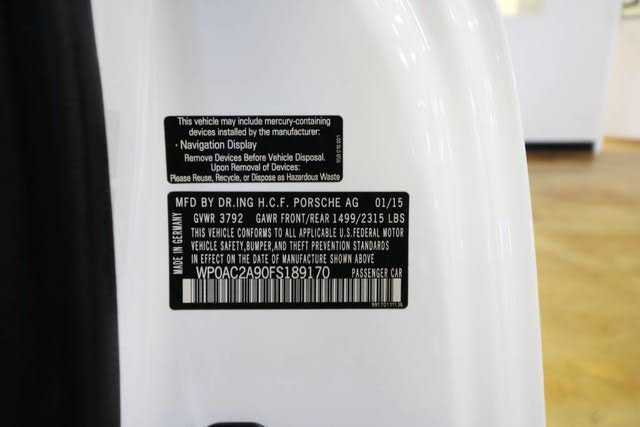 This vehicle may include mercury-containing
devices installed by the manufacturer:
· Navigation Display
Remove Devices Before Vehicle Disposal.
Upon Removal of Devices:
Please Reuse, Recycle, or Dispose as Hazardous Waste
MFD BY DR.ING H.C.F. PORSCHE AG 01/15
GVWR 3792 GAWR FRONT/REAR 1499/2315 LBS
THIS VEHICLE CONFORMS TO ALL APPLICABLE U.S.FEDERAL MOTOR
VEHICLE SAFETY,BUMPER,AND THEFT PREVENTION STANDARDS
IN EFFECT ON THE DATE OF MANUFACTURE SHOWN ABOVE
WP0AC2A90FS189170 PASSENGER CAR
MADE IN GERMANY